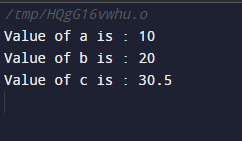 /tmp/HQgG16vwhu.o
Value of a is : 10
Value of b is : 20
Value of c is : 30.5